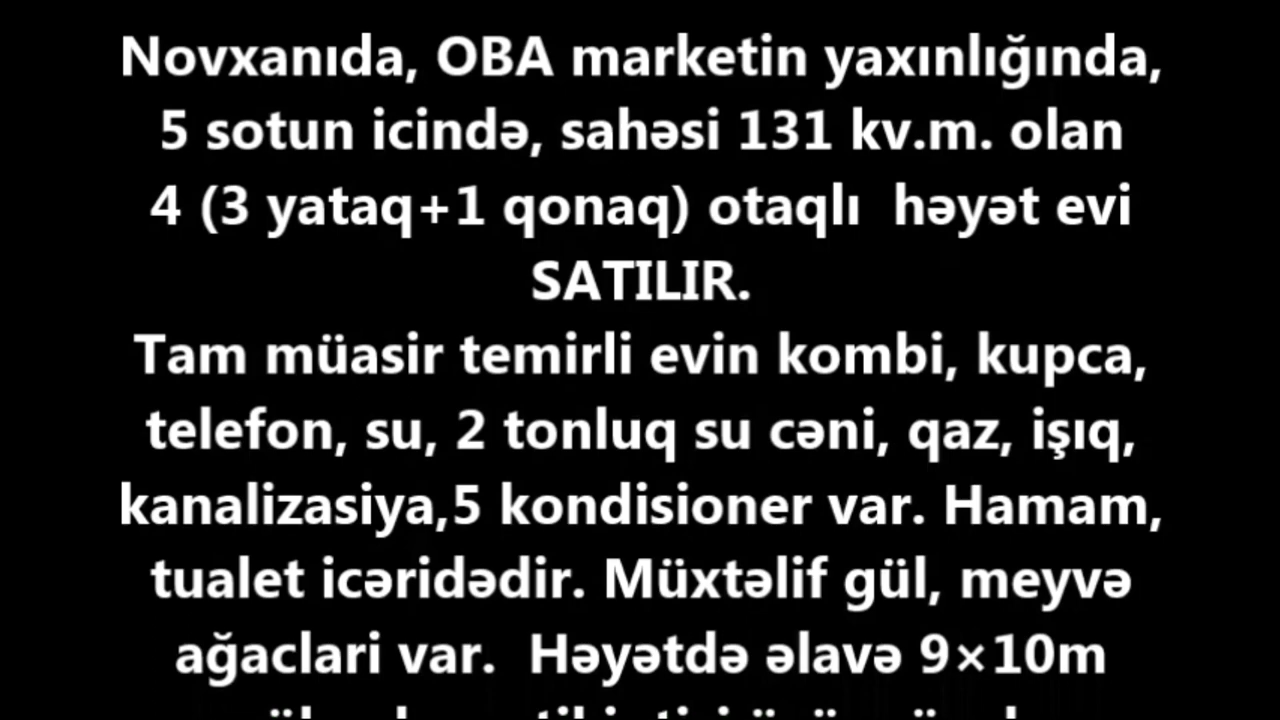 Novxanıda, OBA marketin yaxınlığında,
5 sotun icində, sahəsi 131 kv.m. olan
4 (3 yataq+1 qonaq) otaqlı  həyət evi
SATILIR.
Tam müasir temirli evin kombi, kupca,
telefon, su, 2 tonluq su cəni, qaz, işıq,
kanalizasiya,5 kondisioner var. Hamam,
tualet icəridədir. Müxtəlif gül, meyvə
ağaclari var.  Həyətdə əlavə 9×10m